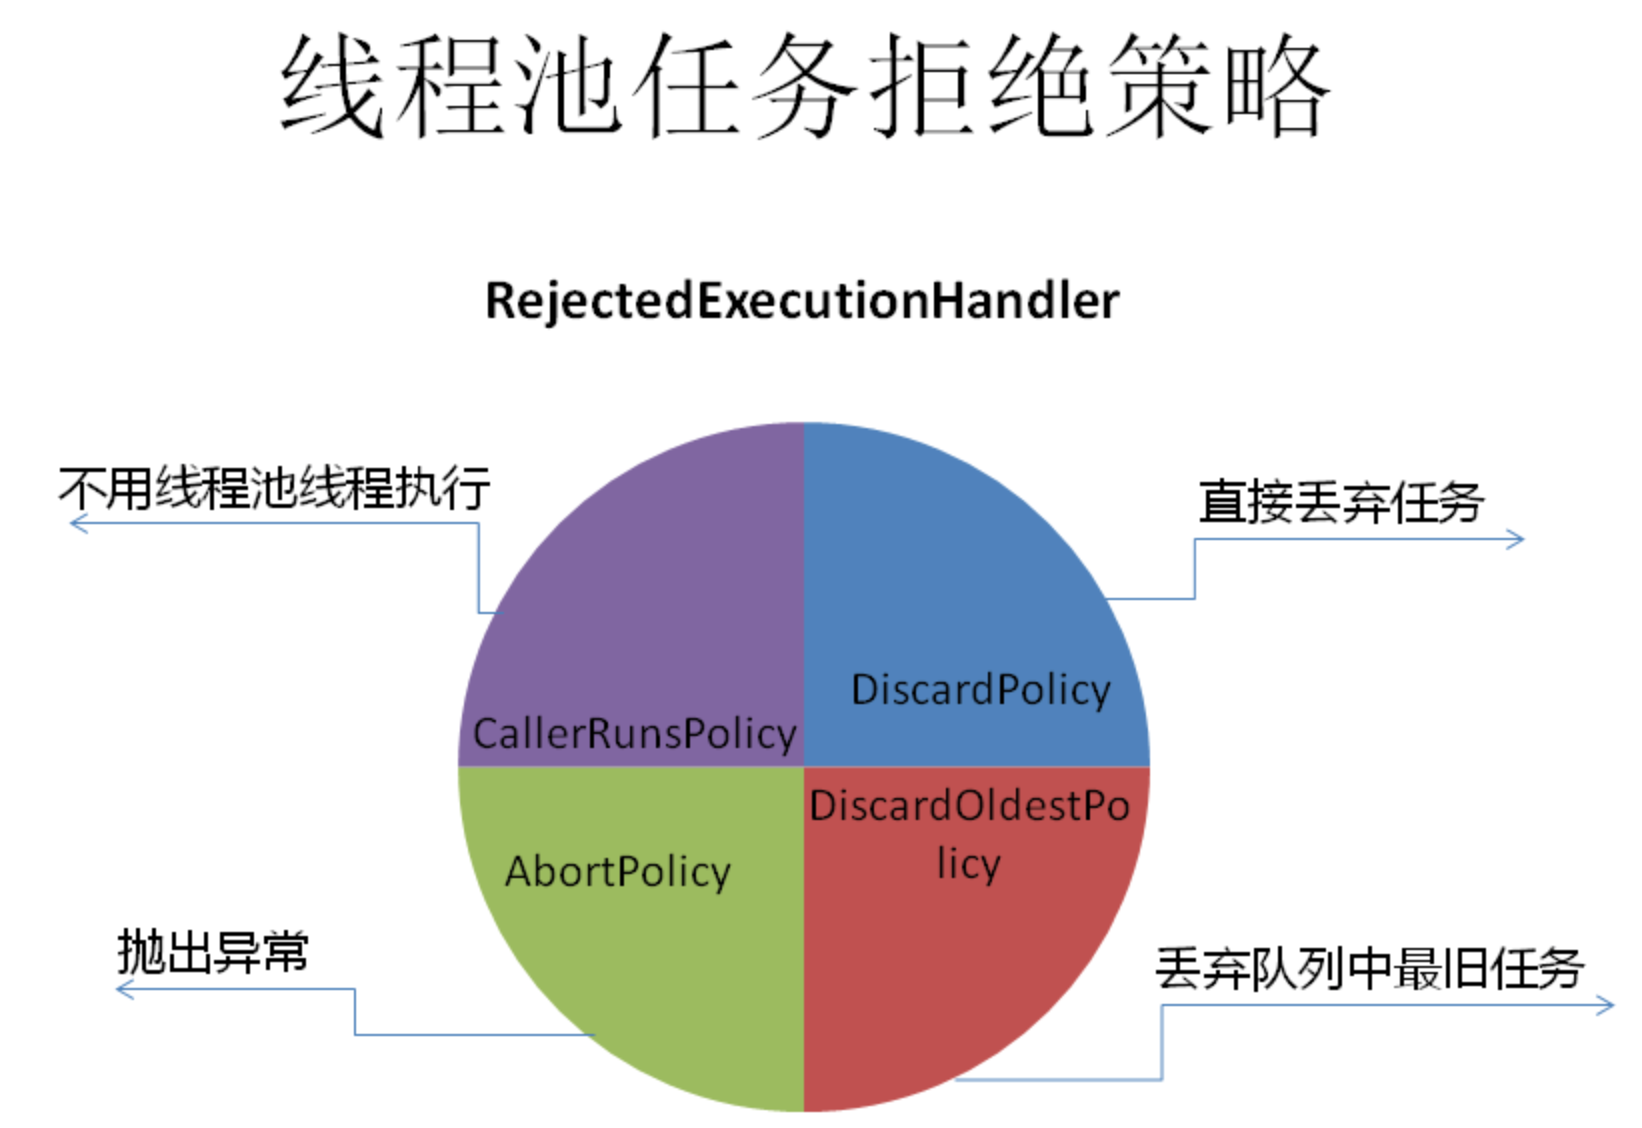 线程池任务拒绝策略
RejectedExecutionHandler
不用线程池线程执行
直接丢弃任务
DiscardPolicy
CallerRunsPolicy
DiscardOldestPo
licy
AbortPolicy
抛出异常
丢弃队列中最旧任务